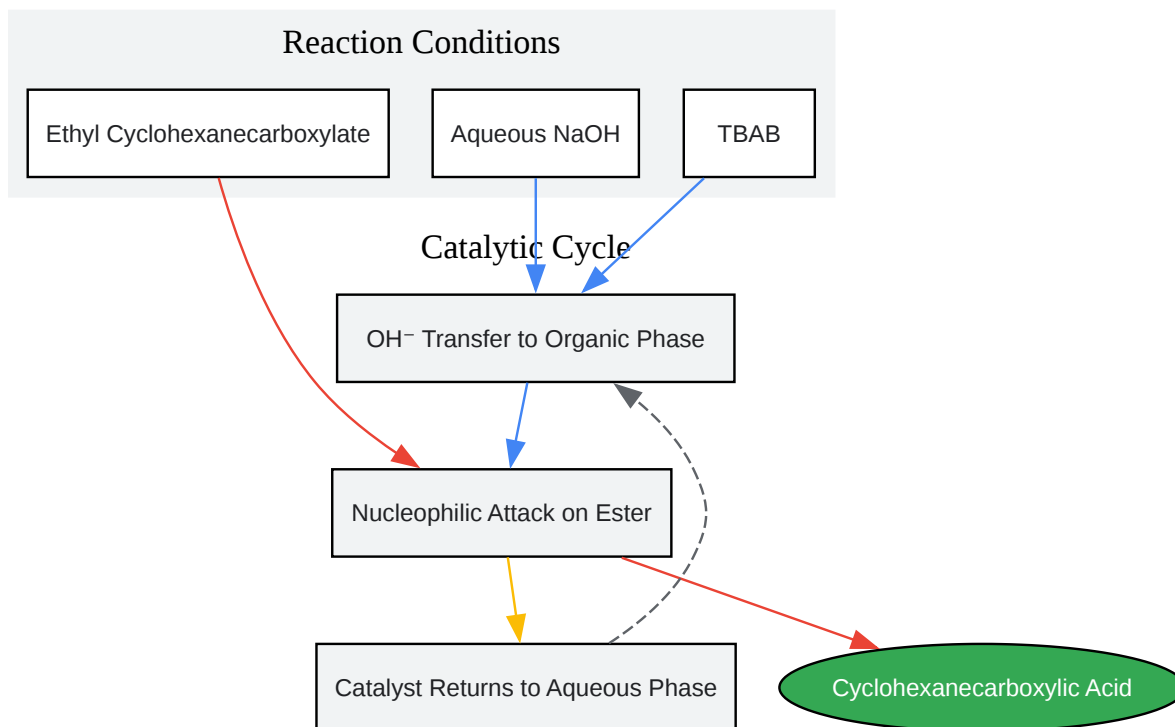 Reaction Conditions
Ethyl Cyclohexanecarboxylate
Aqueous NaOH
TBAB
Catalytic Cycle
OH⁻ Transfer to Organic Phase
Nucleophilic Attack on Ester
Catalyst Returns to Aqueous Phase
Cyclohexanecarboxylic Acid